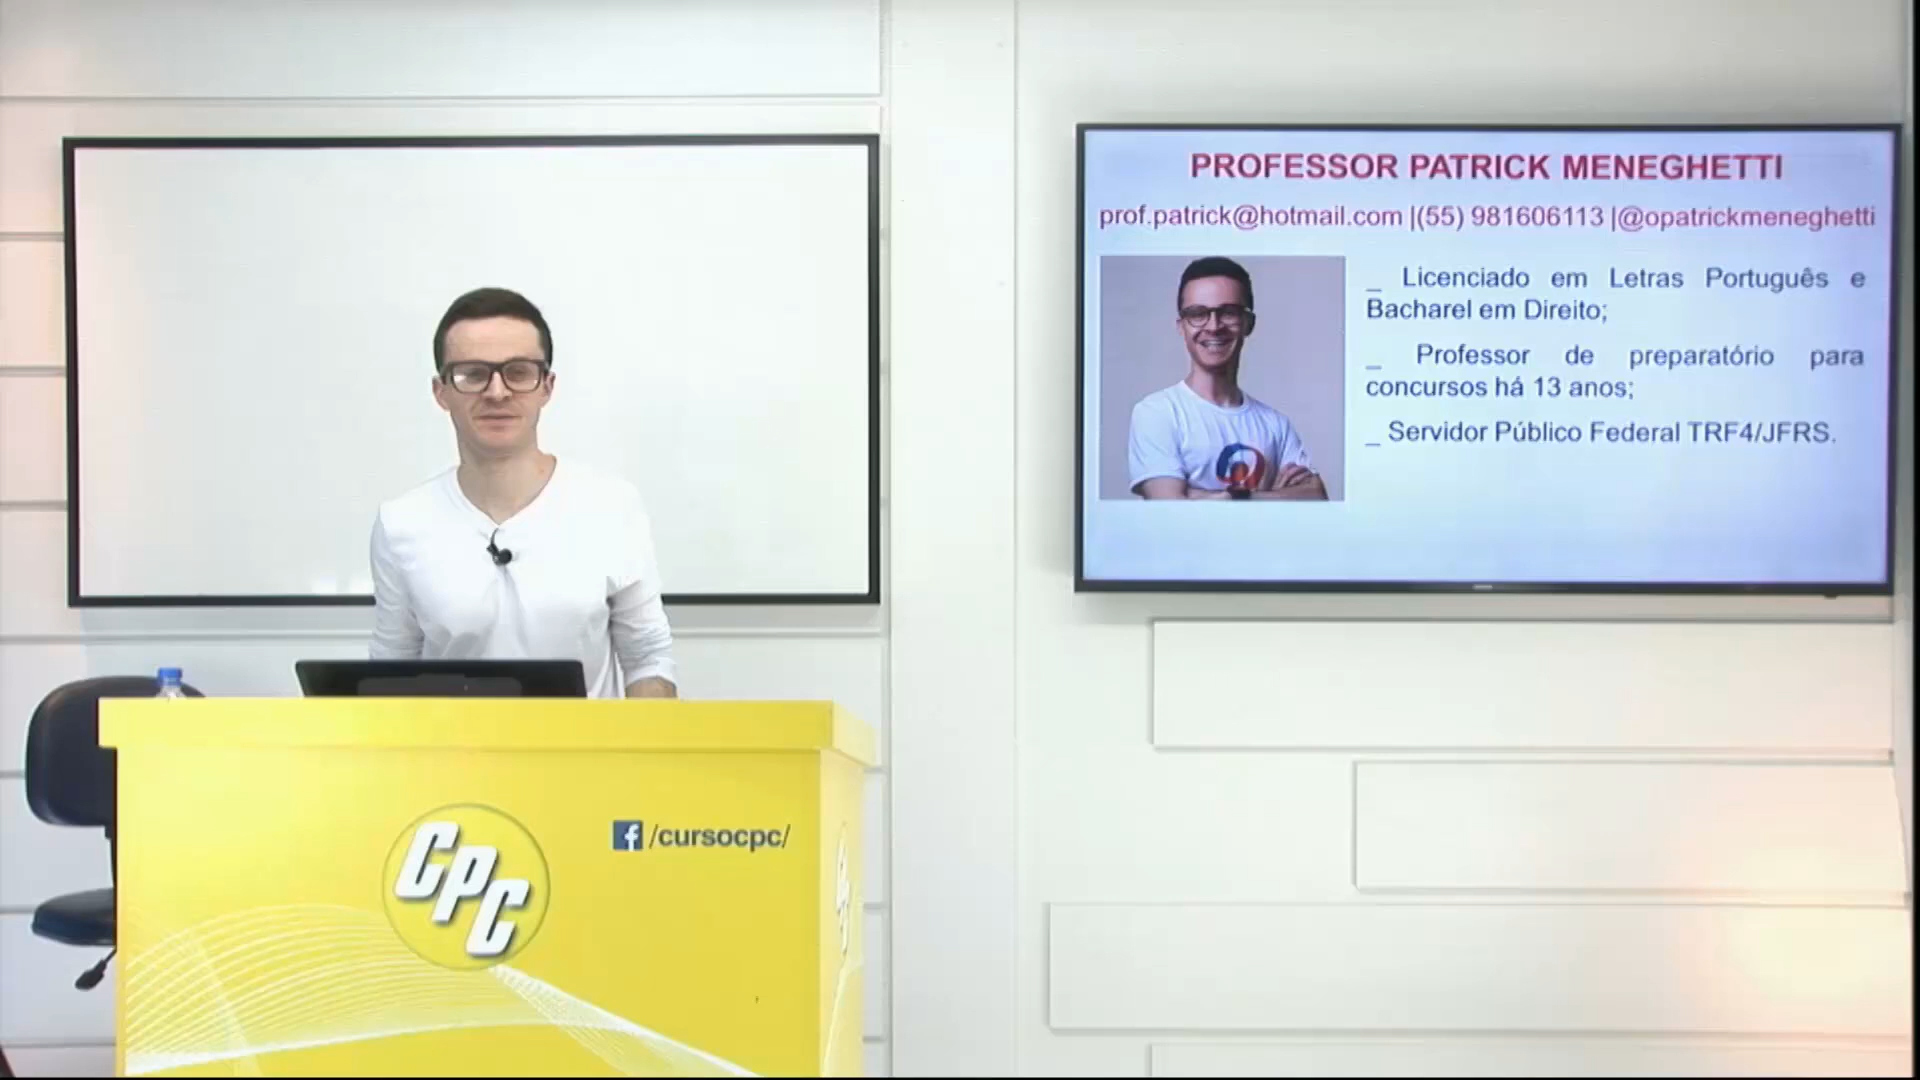 PROFESSOR PATRICK MENEGHETTI
prof.patrick@hotmail.com |(55) 981606113 |@opatrickmeneghetti
_ Licenciado em Letras Português e
Bacharel em Direito;
_ Professor de preparatório para
concursos há 13 anos;
_ Servidor Público Federal TRF4/JFRS.
CPC
/cursocpc/